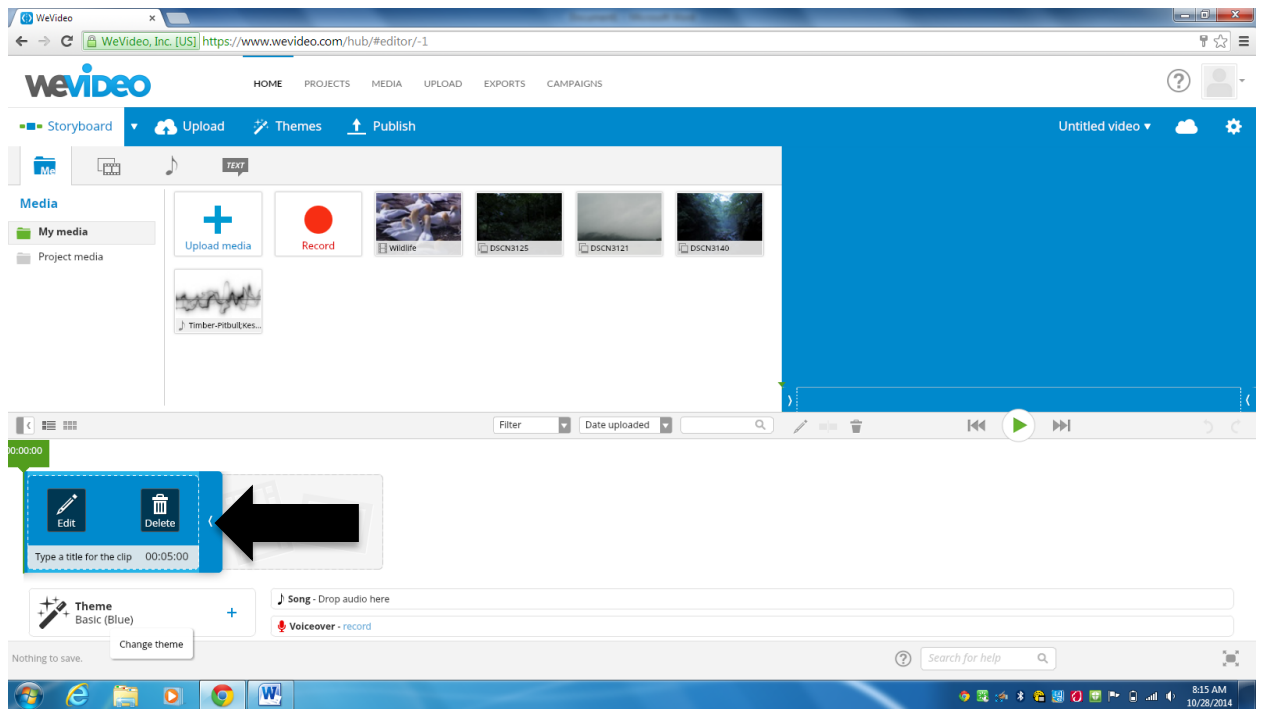 WeVideo
WeVideo, Inc. [US] https://www.wevideo.com/hub/#editor/-1
WEVIDEO HOME PROJECTS MEDIA UPLOAD EXPORTS CAMPAIGNS ?
Storyboard Upload Themes Publish Untitled video
Me TEXT
Media
My media
Project media
Upload media Record Wildlife DSCN3125 DSCN3121 DSCN3140
Timber-Pitbull;Kes...
Filter Date uploaded
00:00:00
Edit Delete
Type a title for the clip 00:05:00
Theme
Basic (Blue)
+
Song - Drop audio here
Voiceover - record
Change theme
Nothing to save. ? Search for help
8:15 AM
10/28/2014